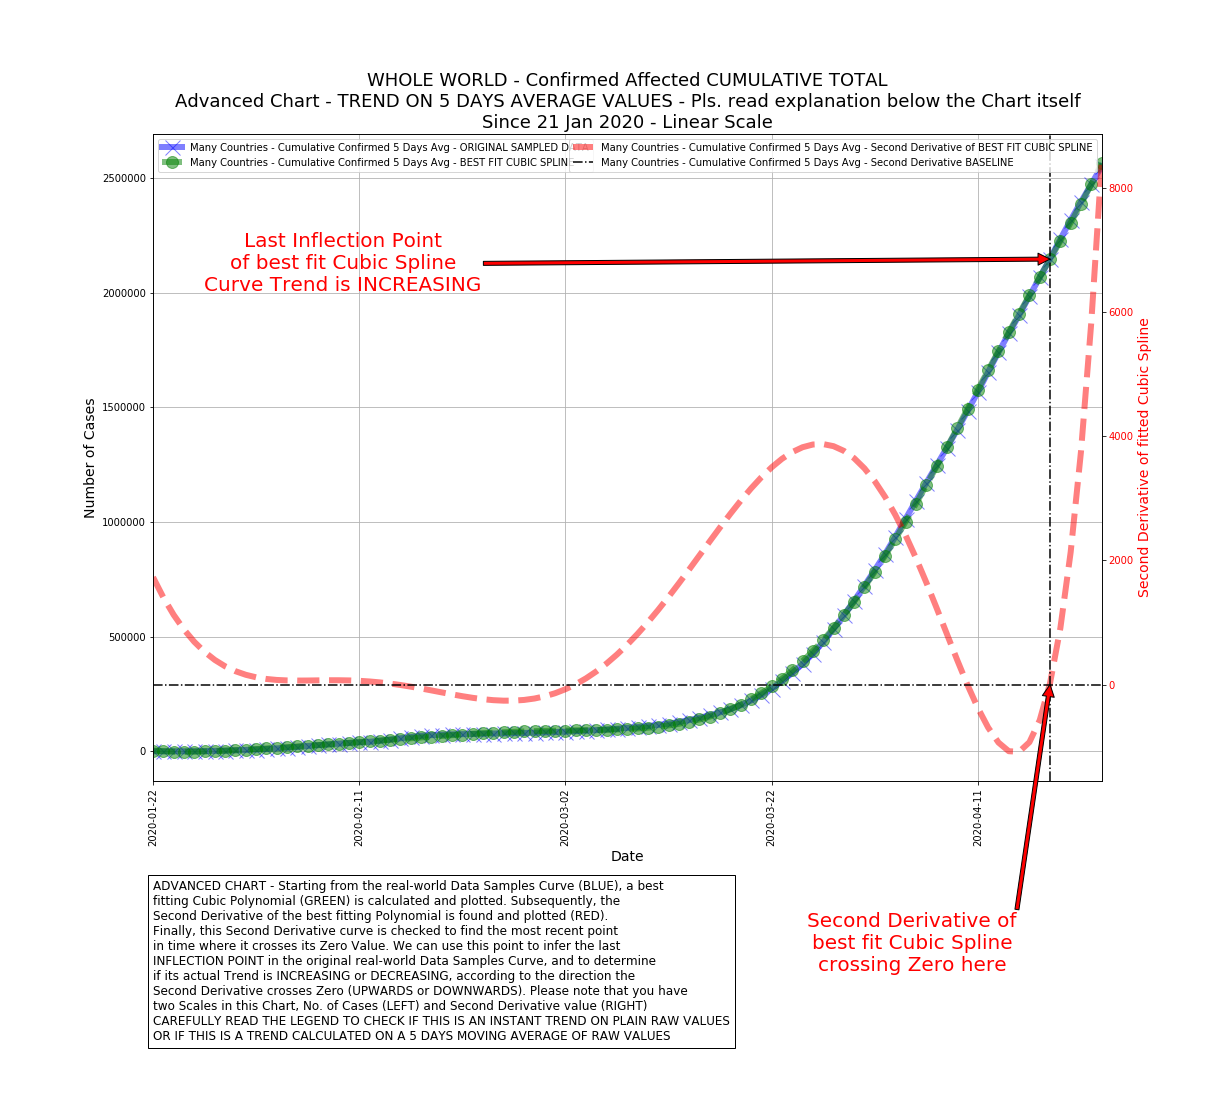 WHOLE WORLD - Confirmed Affected CUMULATIVE TOTAL
Advanced Chart - TREND ON 5 DAYS AVERAGE VALUES - Pls. read explanation below the Chart itself
Since 21 Jan 2020 - Linear Scale
Many Countries - Cumulative Confirmed 5 Days Avg - ORIGINAL SAMPLED DATA
Many Countries - Cumulative Confirmed 5 Days Avg - BEST FIT CUBIC SPLINE
Many Countries - Cumulative Confirmed 5 Days Avg - Second Derivative of BEST FIT CUBIC SPLINE
Many Countries - Cumulative Confirmed 5 Days Avg - Second Derivative BASELINE
Last Inflection Point
of best fit Cubic Spline
Curve Trend is INCREASING
Number of Cases
2500000
2000000
1500000
1000000
500000
0
8000
6000
4000
2000
0
Second Derivative of fitted Cubic Spline
2020-01-22
2020-02-11
2020-03-02
2020-03-22
2020-04-11
Date
ADVANCED CHART - Starting from the real-world Data Samples Curve (BLUE), a best
fitting Cubic Polynomial (GREEN) is calculated and plotted. Subsequently, the
Second Derivative of the best fitting Polynomial is found and plotted (RED).
Finally, this Second Derivative curve is checked to find the most recent point
in time where it crosses its Zero Value. We can use this point to infer the last
INFLECTION POINT in the original real-world Data Samples Curve, and to determine
if its actual Trend is INCREASING or DECREASING, according to the direction the
Second Derivative crosses Zero (UPWARDS or DOWNWARDS). Please note that you have
two Scales in this Chart, No. of Cases (LEFT) and Second Derivative value (RIGHT)
CAREFULLY READ THE LEGEND TO CHECK IF THIS IS AN INSTANT TREND ON PLAIN RAW VALUES
OR IF THIS IS A TREND CALCULATED ON A 5 DAYS MOVING AVERAGE OF RAW VALUES
Second Derivative of
best fit Cubic Spline
crossing Zero here